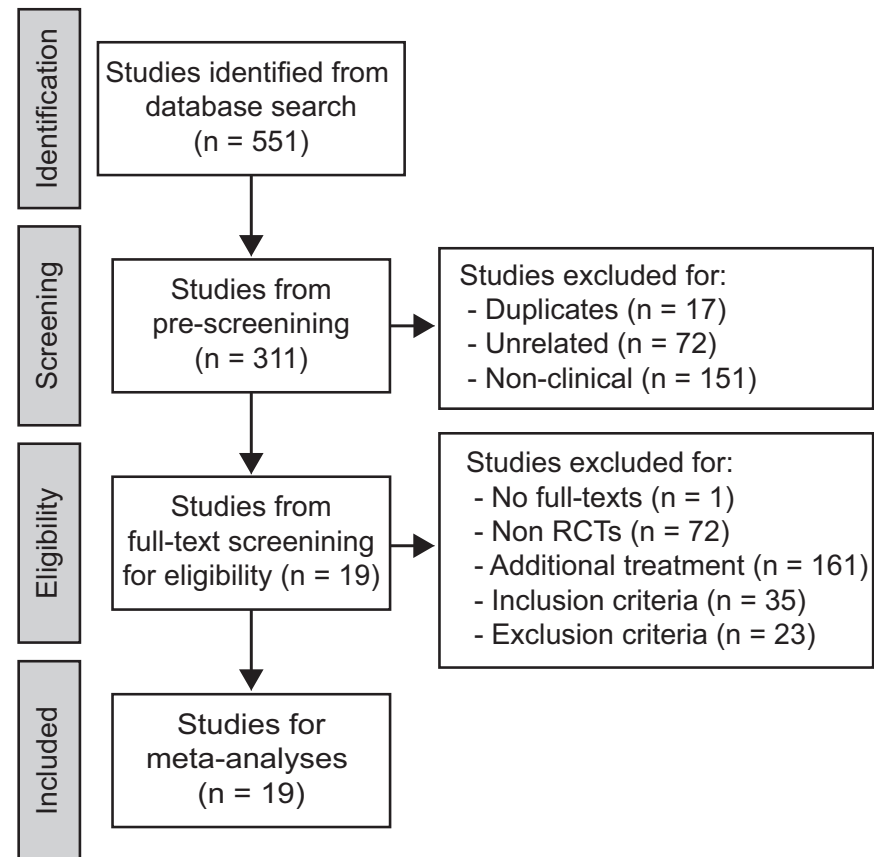 Identification
Studies identified from
database search
(n = 551)
Screening
Studies from
pre-screenining
(n = 311)
Studies excluded for:
- Duplicates (n = 17)
- Unrelated (n = 72)
- Non-clinical (n = 151)
Eligibility
Studies from
full-text screenining
for eligibility (n = 19)
Studies excluded for:
- No full-texts (n = 1)
- Non RCTs (n = 72)
- Additional treatment (n = 161)
- Inclusion criteria (n = 35)
- Exclusion criteria (n = 23)
Included
Studies for
meta-analyses
(n = 19)